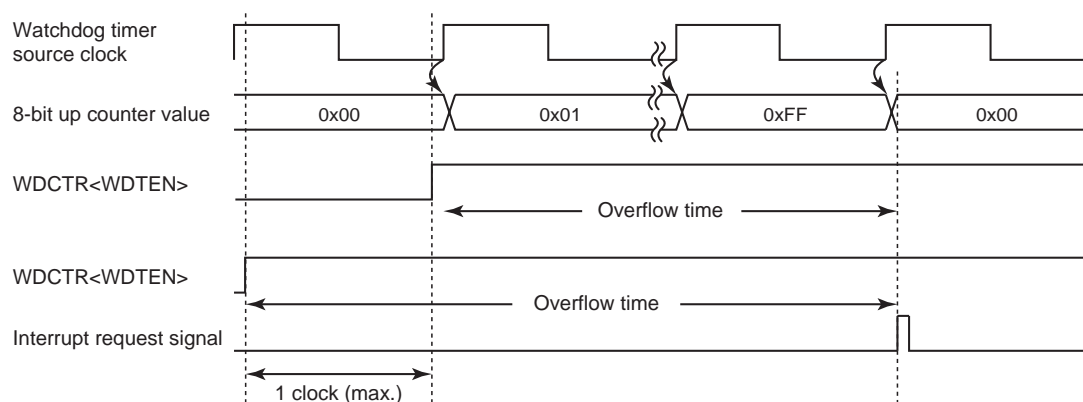 Watchdog timer
source clock
8-bit up counter value
0x00
0x01
0xFF
0x00
WDCTR<WDTEN>
Overflow time
WDCTR<WDTEN>
Overflow time
Interrupt request signal
1 clock (max.)